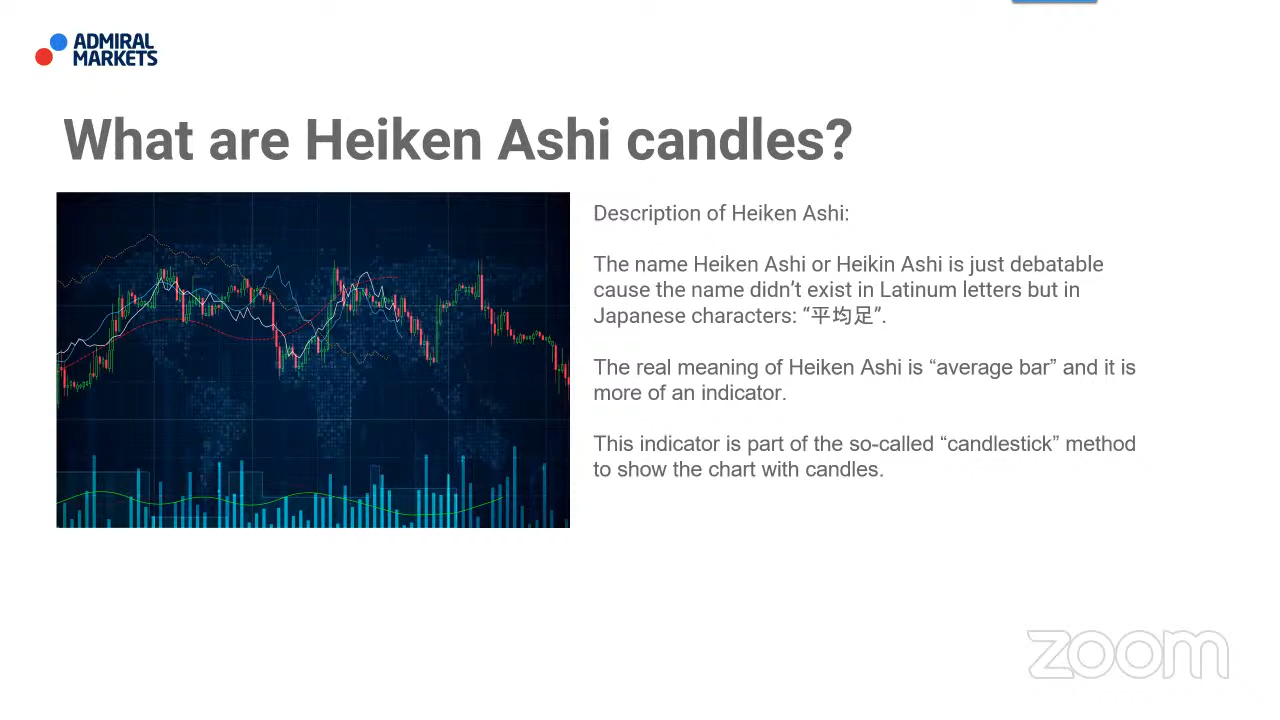 ADMIRAL
MARKETS
What are Heiken Ashi candles?
Description of Heiken Ashi:
The name Heiken Ashi or Heikin Ashi is just debatable
cause the name didn’t exist in Latinum letters but in
Japanese characters: “平均足”.
The real meaning of Heiken Ashi is “average bar” and it is
more of an indicator.
This indicator is part of the so-called “candlestick” method
to show the chart with candles.
zoom